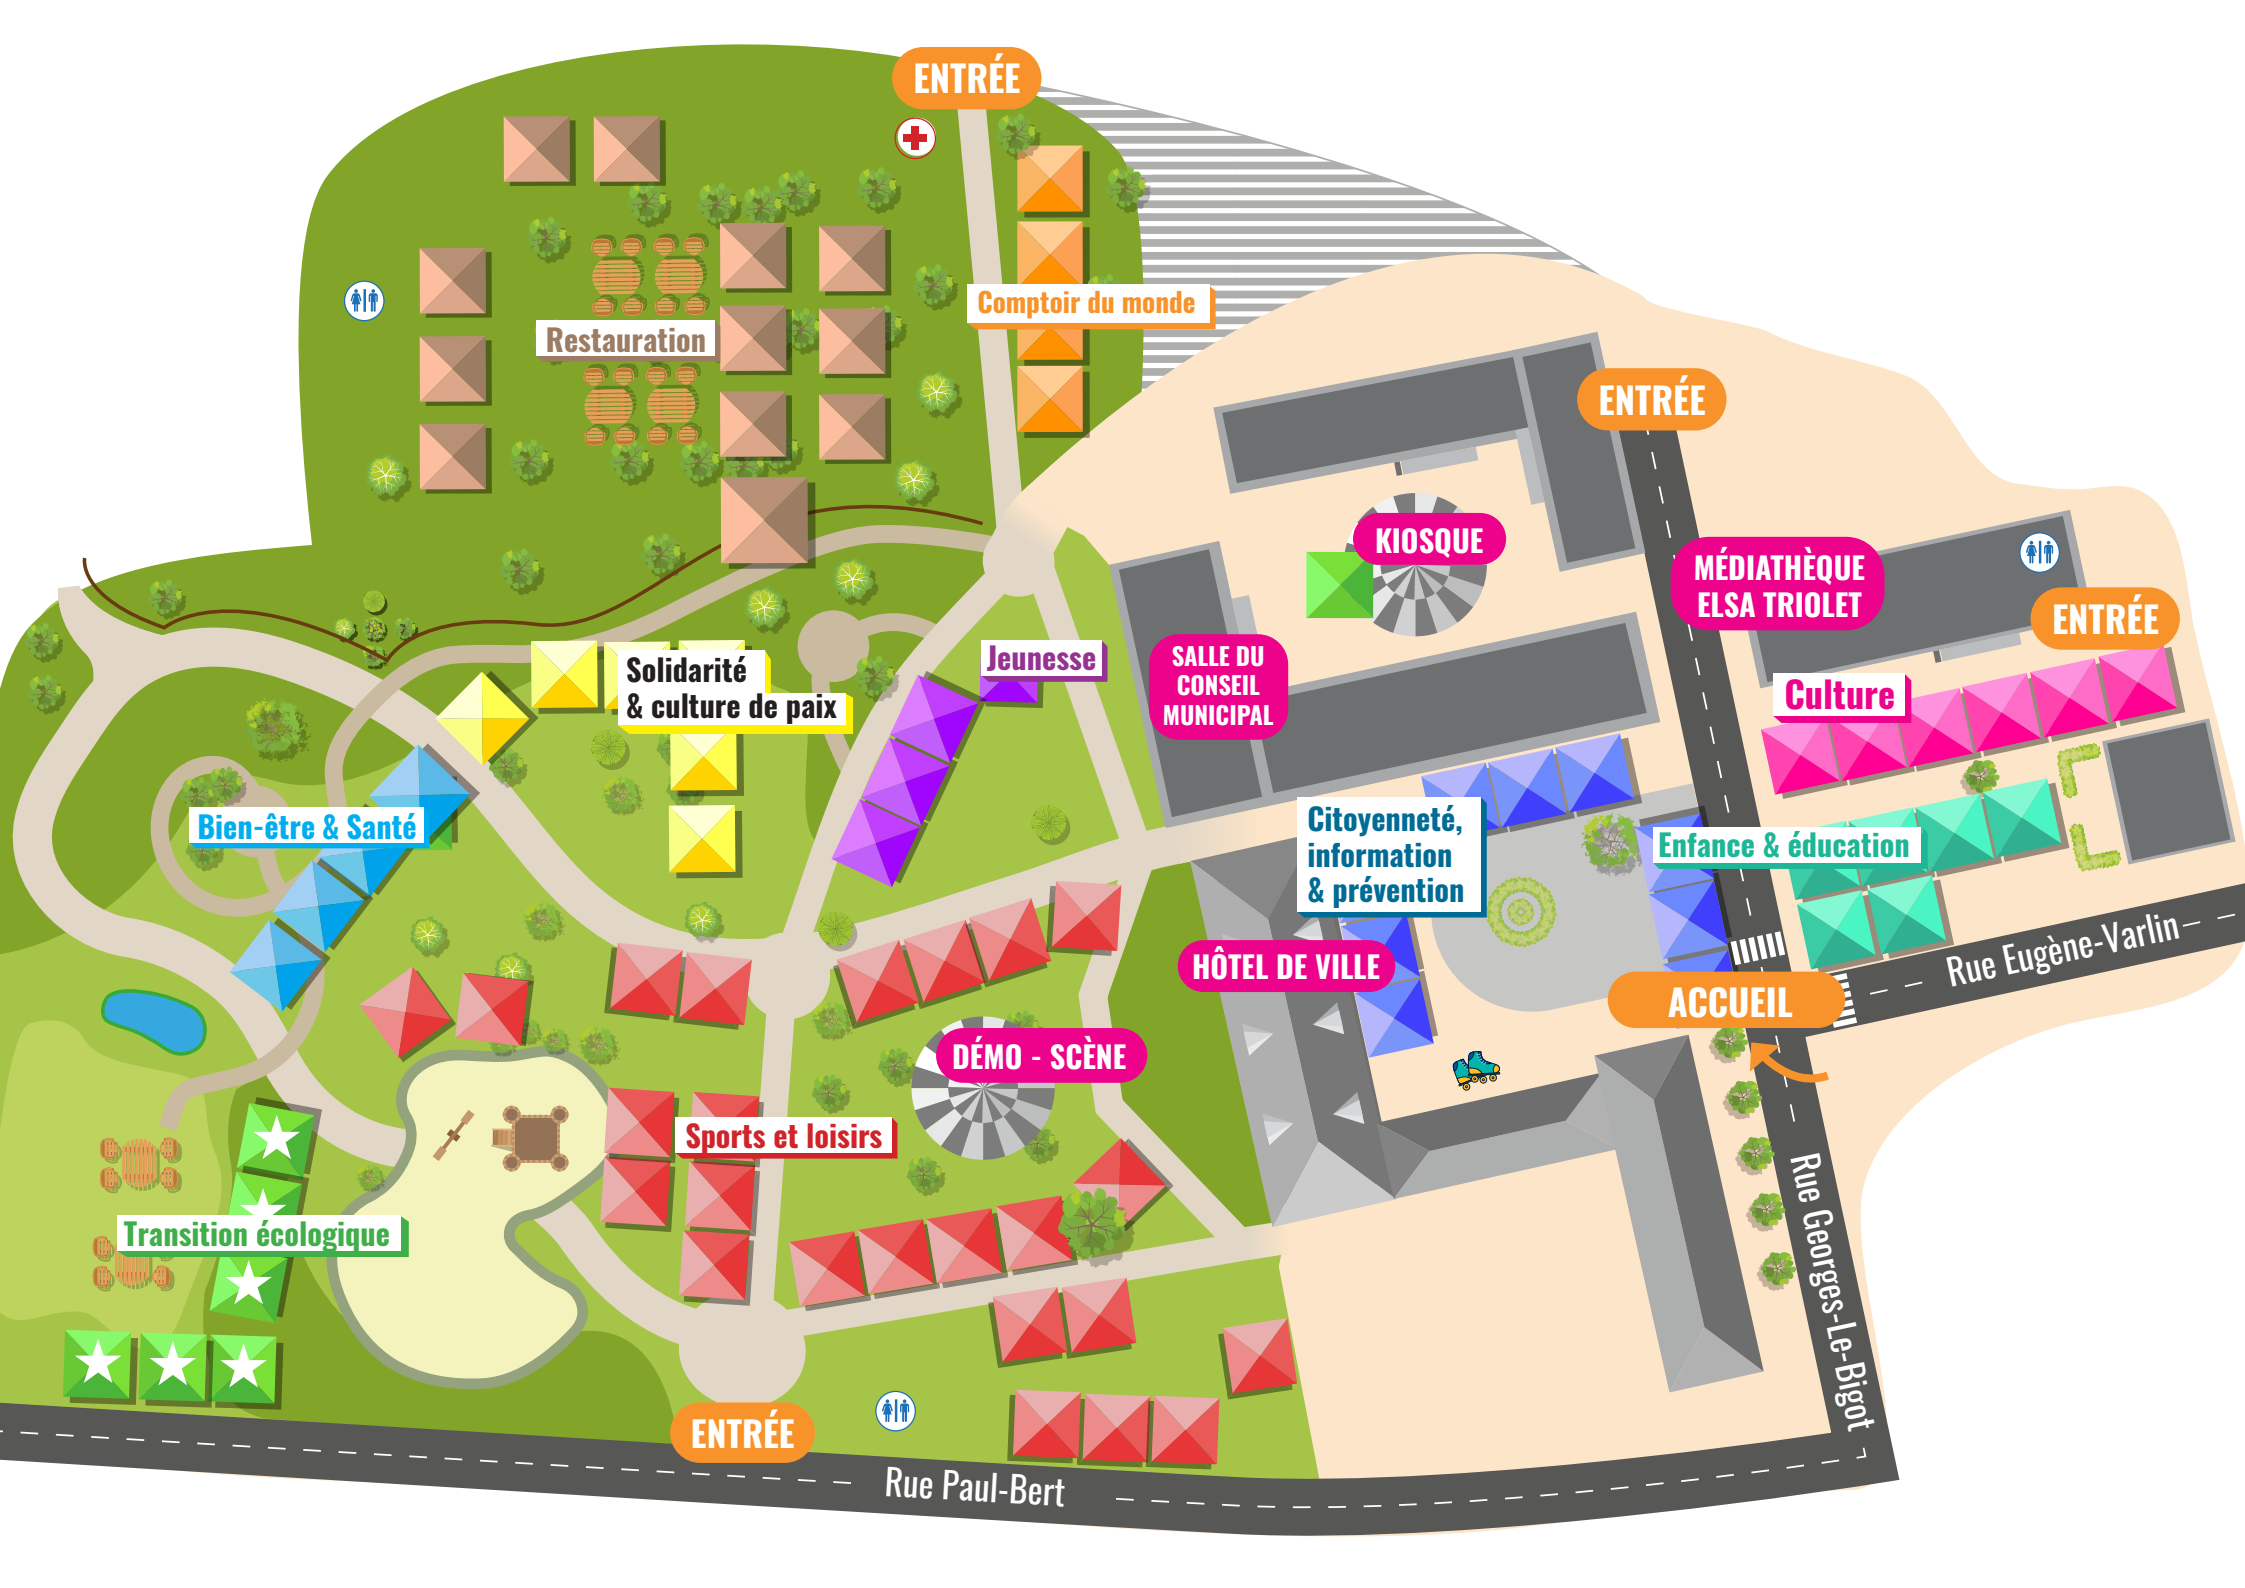 ENTRÉE
Comptoir du monde
Restauration
ENTRÉE
KIOSQUE
MÉDIATHÈQUE
ELSA TRIOLET
ENTRÉE
SALLE DU
CONSEIL
MUNICIPAL
Jeunesse
Solidarité
& culture de paix
Culture
Bien-être & Santé
Citoyenneté,
information
& prévention
Enfance & éducation
HÔTEL DE VILLE
Rue Eugène-Varlin
ACCUEIL
DÉMO - SCÈNE
Sports et loisirs
Transition écologique
Rue Georges-Le-Bigot
ENTRÉE
Rue Paul-Bert